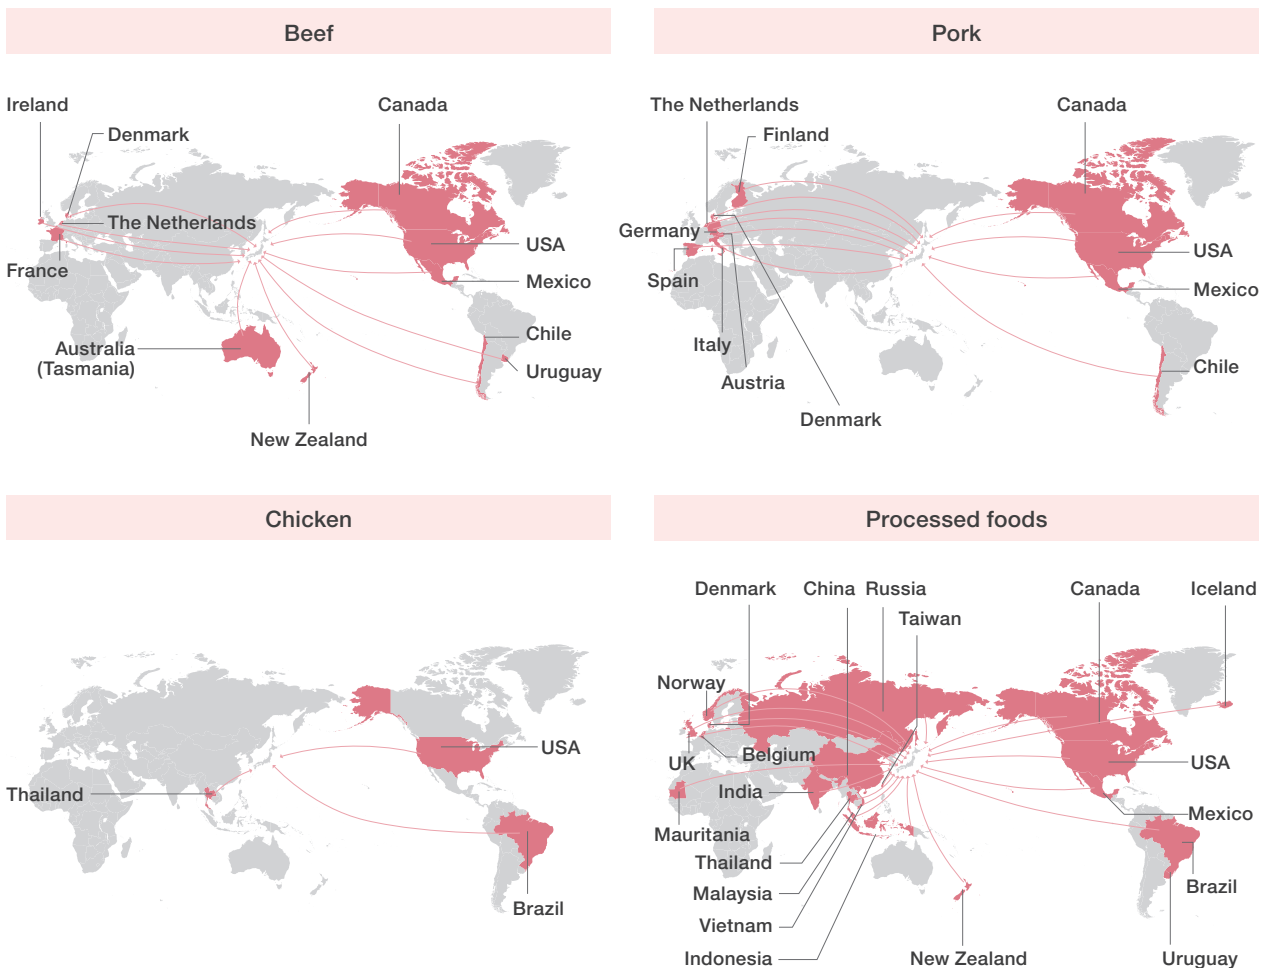 Beef
Ireland
Denmark
Canada
The Netherlands
France
USA
Mexico
Chile
Australia
(Tasmania)
Uruguay
New Zealand
Pork
The Netherlands
Canada
Finland
Germany
USA
Spain
Mexico
Italy
Chile
Austria
Denmark
Chicken
USA
Thailand
Brazil
Processed foods
Denmark
China
Russia
Canada
Iceland
Taiwan
Norway
Belgium
UK
USA
India
Mexico
Mauritania
Thailand
Brazil
Malaysia
Vietnam
Indonesia
New Zealand
Uruguay